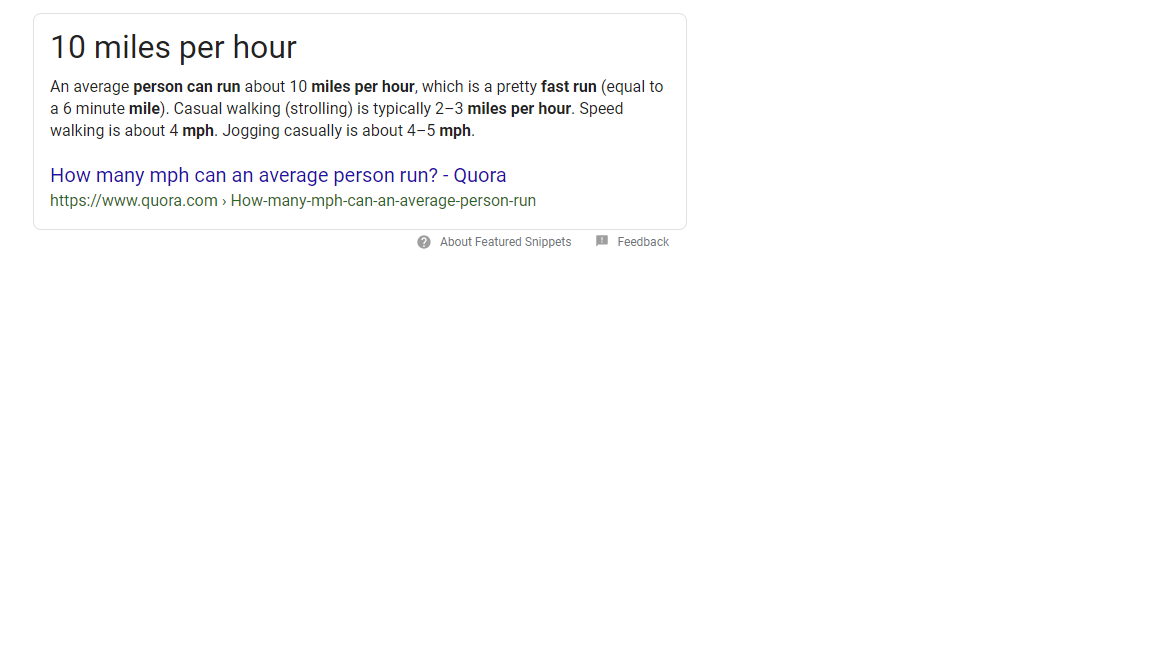 10 miles per hour
An average person can run about 10 miles per hour, which is a pretty fast run (equal to
a 6 minute mile). Casual walking (strolling) is typically 2–3 miles per hour. Speed
walking is about 4 mph. Jogging casually is about 4–5 mph.
How many mph can an average person run? - Quora
https://www.quora.com › How-many-mph-can-an-average-person-run
About Featured Snippets Feedback